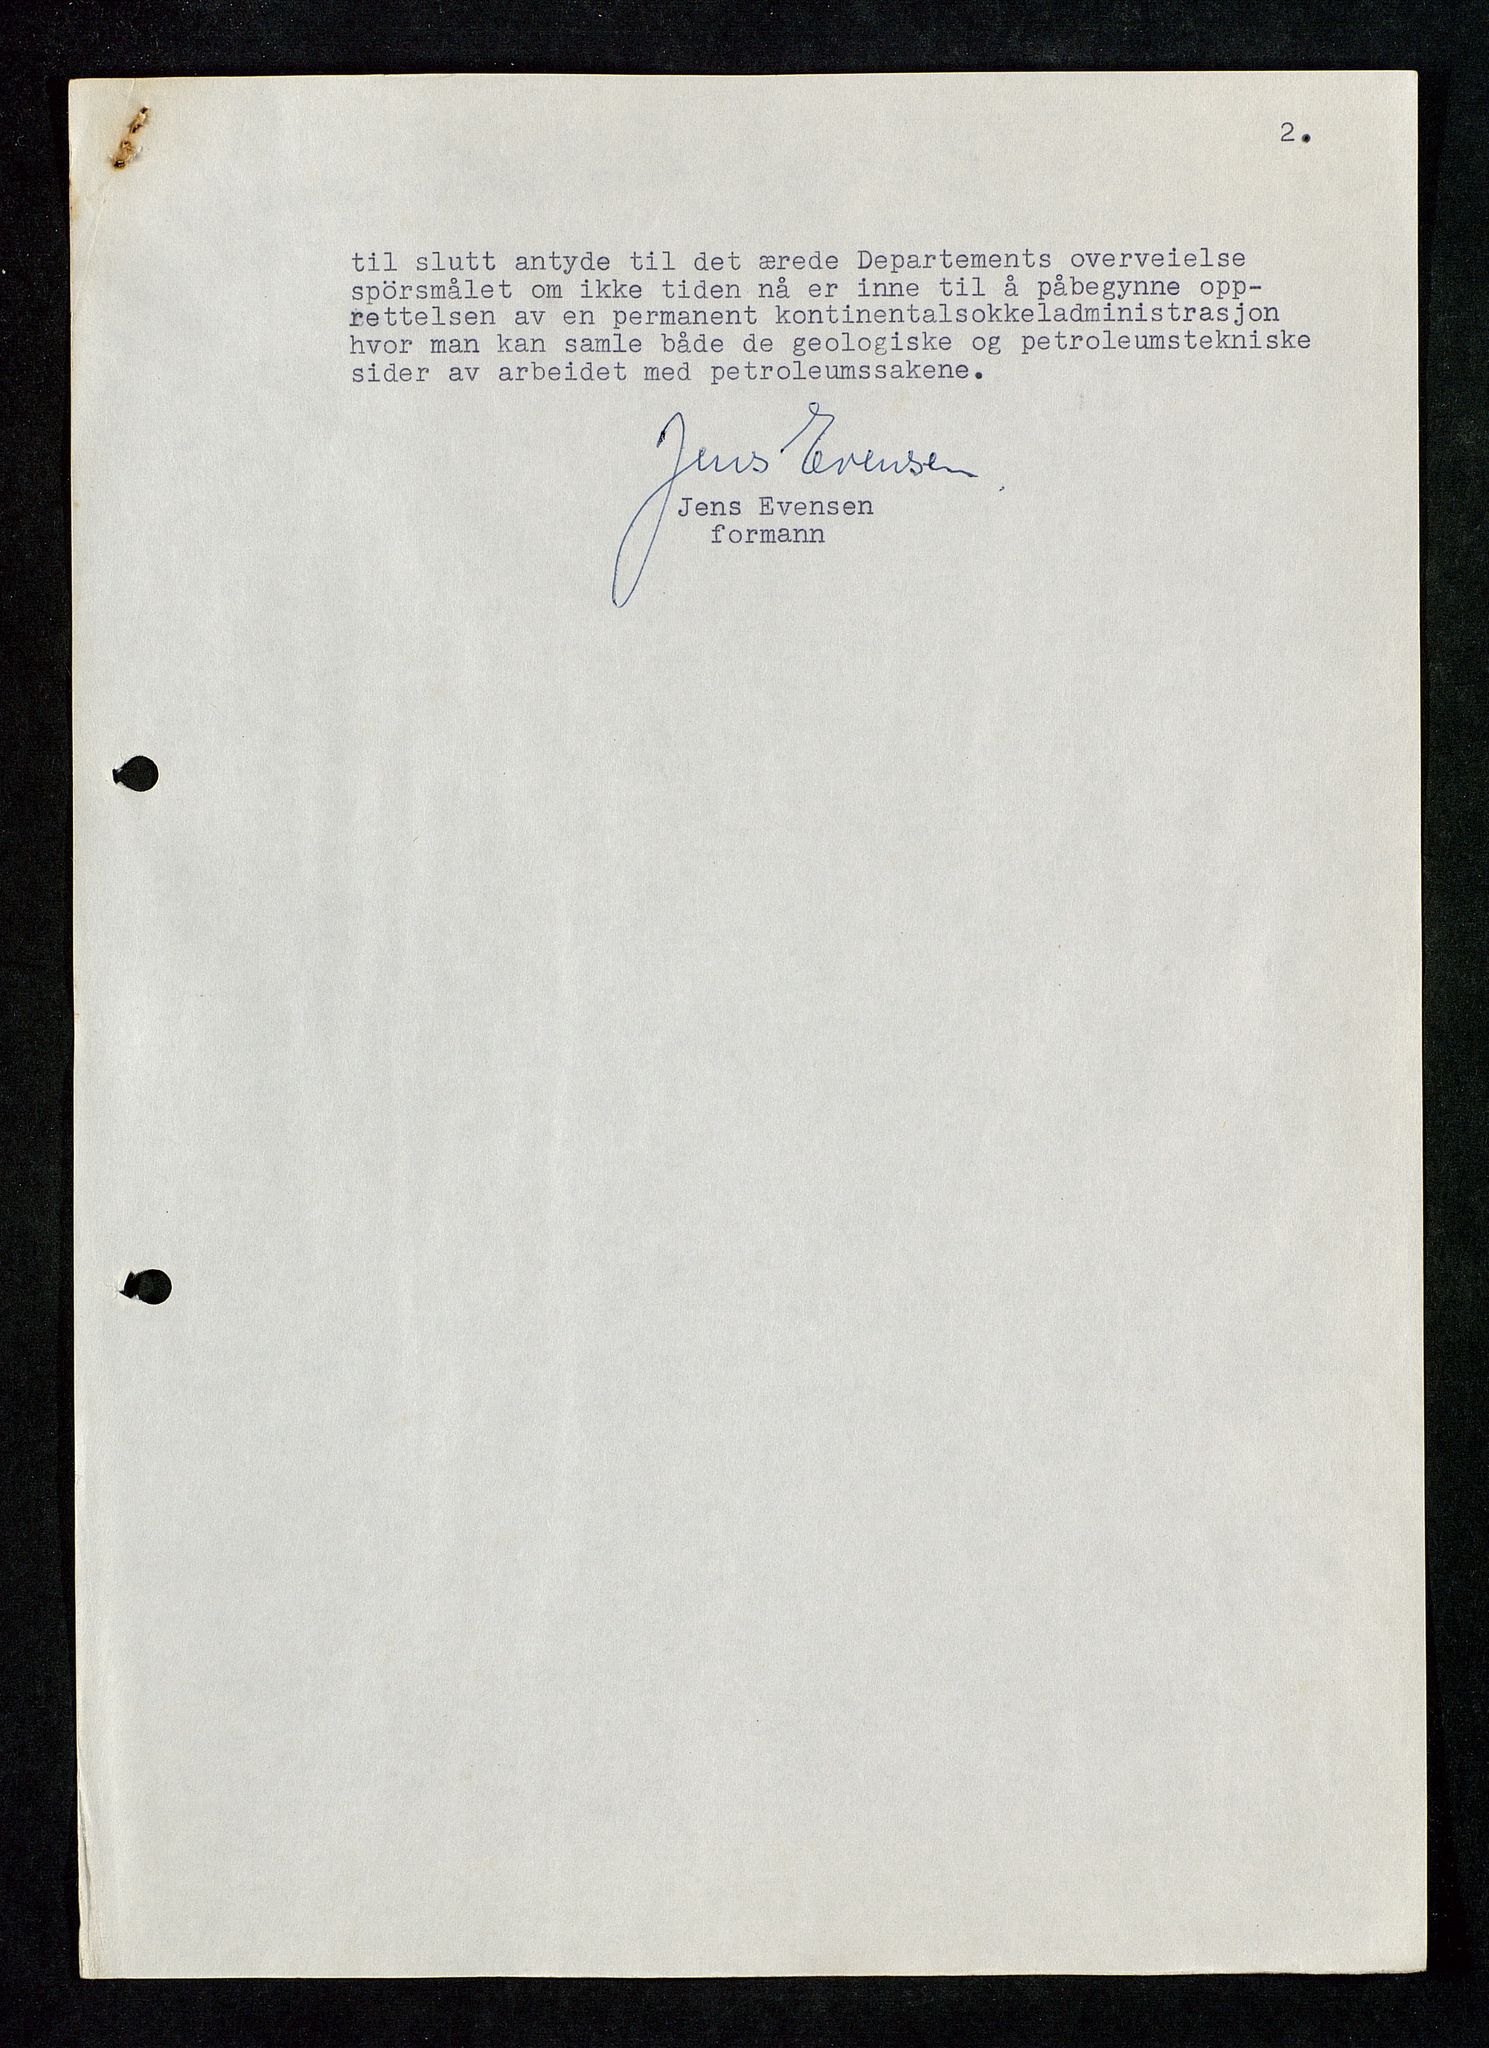 2.
til slutt antyde til det ærede Departements overveielse
spörsmålet om ikke tiden nå er inne til å påbegynne opp-
rettelsen av en permanent kontinentalsokkeladministrasjon
hvor man kan samle både de geologiske og petroleumstekniske
sider av arbeidet med petroleumssakene.
Jens Evensen
Jens Evensen
formann